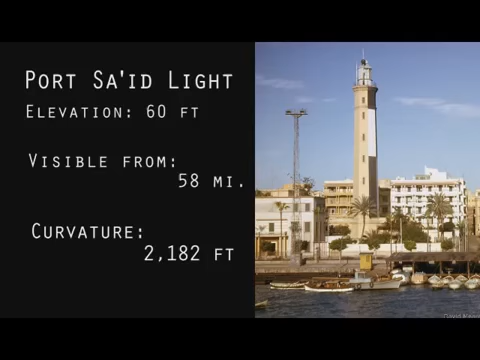 Port Sa'id Light
Elevation: 60 ft
Visible from:
58 mi.
Curvature:
2,182 ft